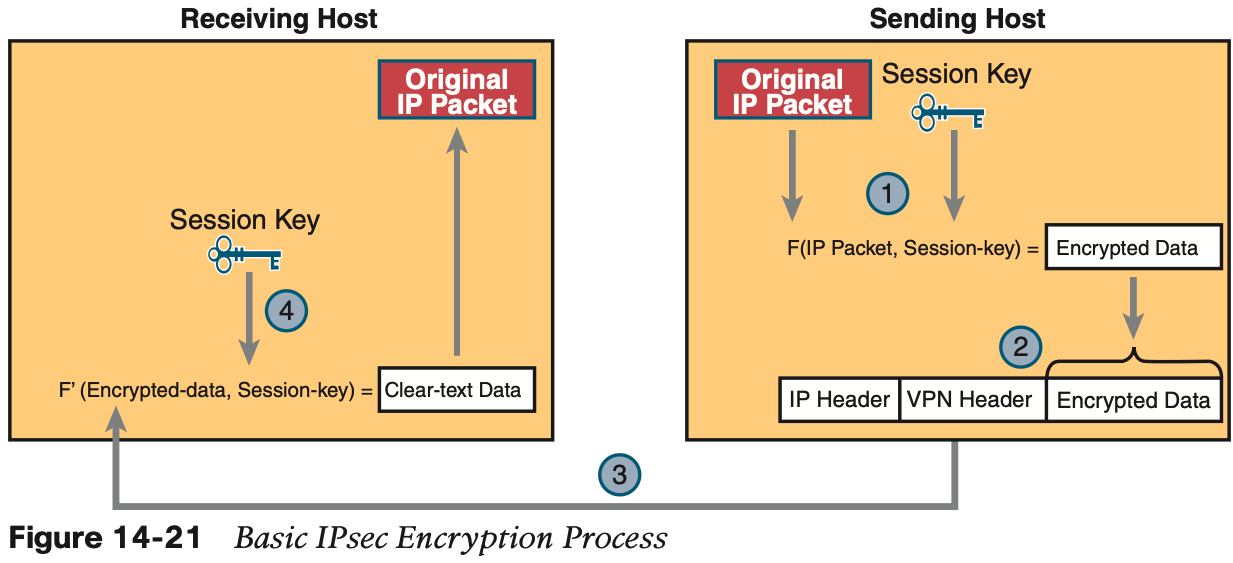 Receiving Host
Original
IP Packet
Session Key
4
F’ (Encrypted-data, Session-key) =
Clear-text Data
Sending Host
Original
IP Packet
Session Key
1
F(IP Packet, Session-key) =
Encrypted Data
2
IP Header
VPN Header
Encrypted Data
3
Figure 14-21 Basic IPsec Encryption Process